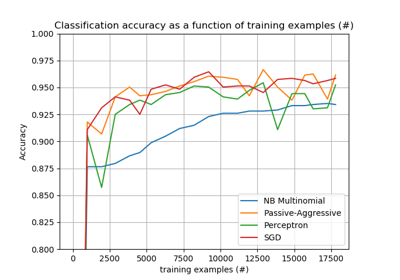 Classification accuracy as a function of training examples (#)
1.000
0.975
0.950
0.925
0.900
0.875
0.850
0.825
0.800
Accuracy
NB Multinomial
Passive-Aggressive
Perceptron
SGD
0 2500 5000 7500 10000 12500 15000 17500
training examples (#)